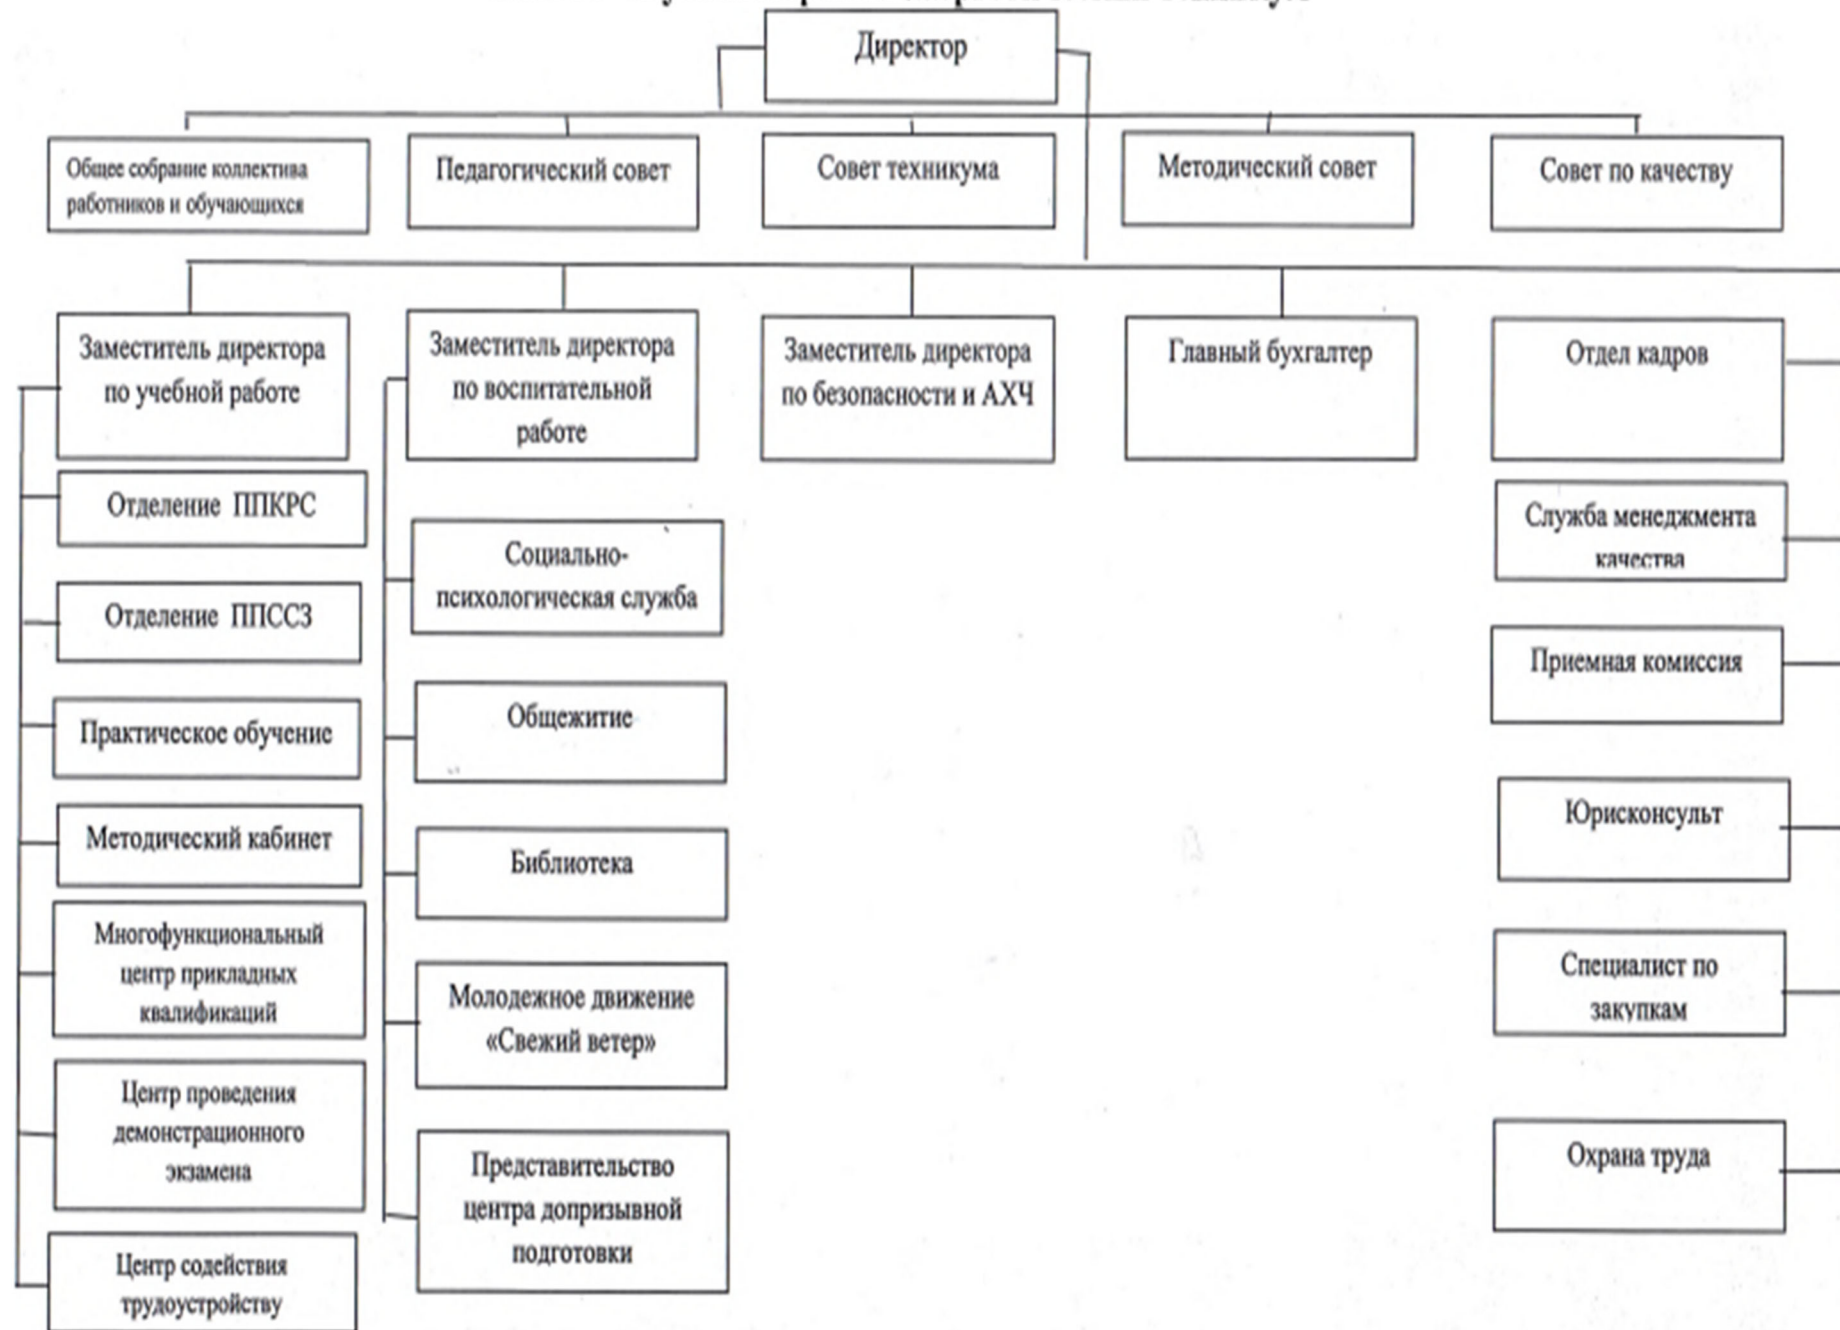 Директор
Общее собрание коллектива
работников и обучающихся
Педагогический совет
Совет техникума
Методический совет
Совет по качеству
Заместитель директора
по учебной работе
Заместитель директора
по воспитательной
работе
Заместитель директора
по безопасности и АХЧ
Главный бухгалтер
Отдел кадров
Отделение ППКРС
Отделение ППССЗ
Практическое обучение
Методический кабинет
Многофункциональный
центр прикладных
квалификаций
Центр проведения
демонстрационного
экзамена
Центр содействия
трудоустройству
Социально-
психологическая служба
Общежитие
Библиотека
Молодежное движение
«Свежий ветер»
Представительство
центра допризывной
подготовки
Служба менеджмента
качества
Приемная комиссия
Юрисконсульт
Специалист по
закупкам
Охрана труда